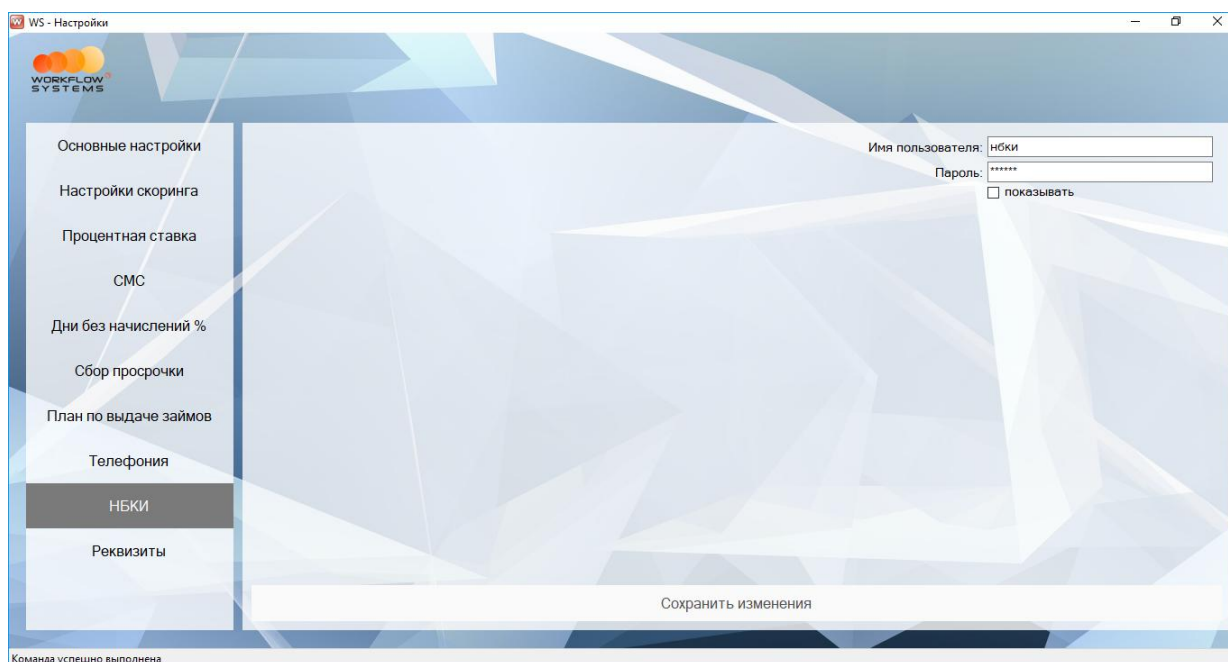 WS - Настройки
WORKFLOW
SYSTEMS
Основные настройки
Настройки скоринга
Процентная ставка
СМС
Дни без начислений %
Сбор просрочки
План по выдаче займов
Телефония
НБКИ
Реквизиты
Имя пользователя: нбки
Пароль: ******
показывать
Сохранить изменения
Команда успешно выполнена